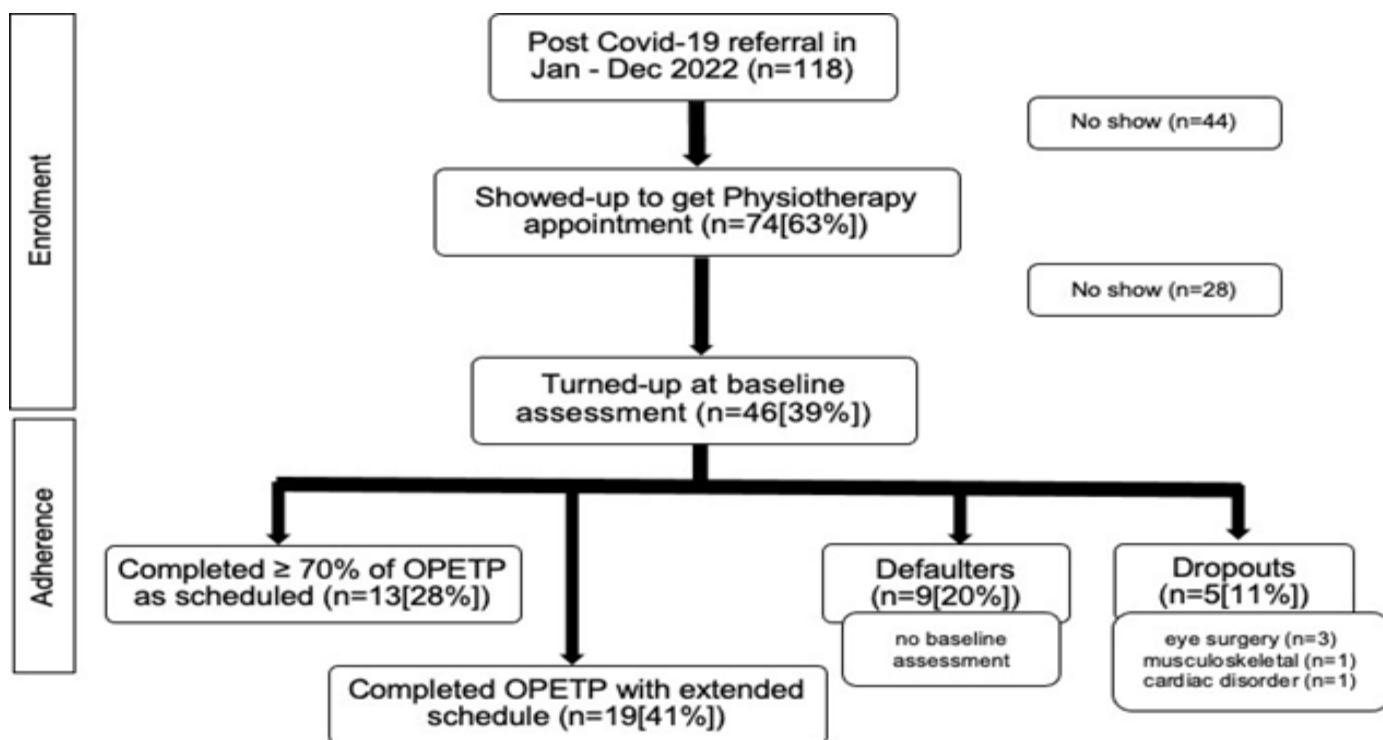 Enrolment
Post Covid-19 referral in
Jan - Dec 2022 (n=118)
No show (n=44)
Showed-up to get Physiotherapy
appointment (n=74[63%])
No show (n=28)
Turned-up at baseline
assessment (n=46[39%])
Adherence
Completed ≥ 70% of OPETP
as scheduled (n=13[28%])
Completed OPETP with extended
schedule (n=19[41%])
Defaulters
(n=9[20%])
no baseline
assessment
Dropouts
(n=5[11%])
eye surgery (n=3)
musculoskeletal (n=1)
cardiac disorder (n=1)